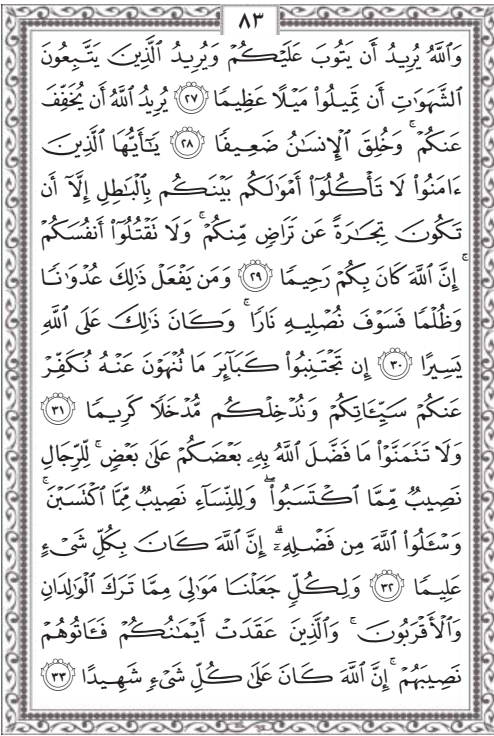 ٨٣
وَٱللَّهُ يُرِيدُ أَن يَتُوبَ عَلَيْكُمْ وَيُرِيدُ ٱلَّذِينَ يَتَّبِعُونَ
ٱلشَّهَوَٰتِ أَن تَمِيلُوا۟ مَيْلًا عَظِيمًا ٢٧ يُرِيدُ ٱللَّهُ أَن يُخَفِّفَ
عَنكُمْ ۚ وَخُلِقَ ٱلْإِنسَٰنُ ضَعِيفًا ٢٨ يَٰٓأَيُّهَا ٱلَّذِينَ
ءَامَنُوا۟ لَا تَأْكُلُوٓا۟ أَمْوَٰلَكُم بَيْنَكُم بِٱلْبَٰطِلِ إِلَّآ أَن
تَكُونَ تِجَٰرَةً عَن تَرَاضٍ مِّنكُمْ ۚ وَلَا تَقْتُلُوٓا۟ أَنفُسَكُمْ
ۚ إِنَّ ٱللَّهَ كَانَ بِكُمْ رَحِيمًا ٢٩ وَمَن يَفْعَلْ ذَٰلِكَ عُدْوَٰنًا
وَظُلْمًا فَسَوْفَ نُصْلِيهِ نَارًا ۚ وَكَانَ ذَٰلِكَ عَلَى ٱللَّهِ
يَسِيرًا ٣٠ إِن تَجْتَنِبُوا۟ كَبَآئِرَ مَا تُنْهَوْنَ عَنْهُ نُكَفِّرْ
عَنكُمْ سَيِّـَٔاتِكُمْ وَنُدْخِلْكُم مُّدْخَلًا كَرِيمًا ٣١
وَلَا تَتَمَنَّوْا۟ مَا فَضَّلَ ٱللَّهُ بِهِۦ بَعْضَكُمْ عَلَىٰ بَعْضٍ ۚ لِّلرِّجَالِ
نَصِيبٌ مِّمَّا ٱكْتَسَبُوا۟ ۖ وَلِلنِّسَآءِ نَصِيبٌ مِّمَّا ٱكْتَسَبْنَ ۚ
وَسْـَٔلُوا۟ ٱللَّهَ مِن فَضْلِهِۦٓ ۗ إِنَّ ٱللَّهَ كَانَ بِكُلِّ شَىْءٍ
عَلِيمًا ٣٢ وَلِكُلٍّ جَعَلْنَا مَوَٰلِىَ مِمَّا تَرَكَ ٱلْوَٰلِدَانِ
وَٱلْأَقْرَبُونَ ۚ وَٱلَّذِينَ عَقَدَتْ أَيْمَٰنُكُمْ فَـَٔاتُوهُمْ
نَصِيبَهُمْ ۚ إِنَّ ٱللَّهَ كَانَ عَلَىٰ كُلِّ شَىْءٍ شَهِيدًا ٣٣